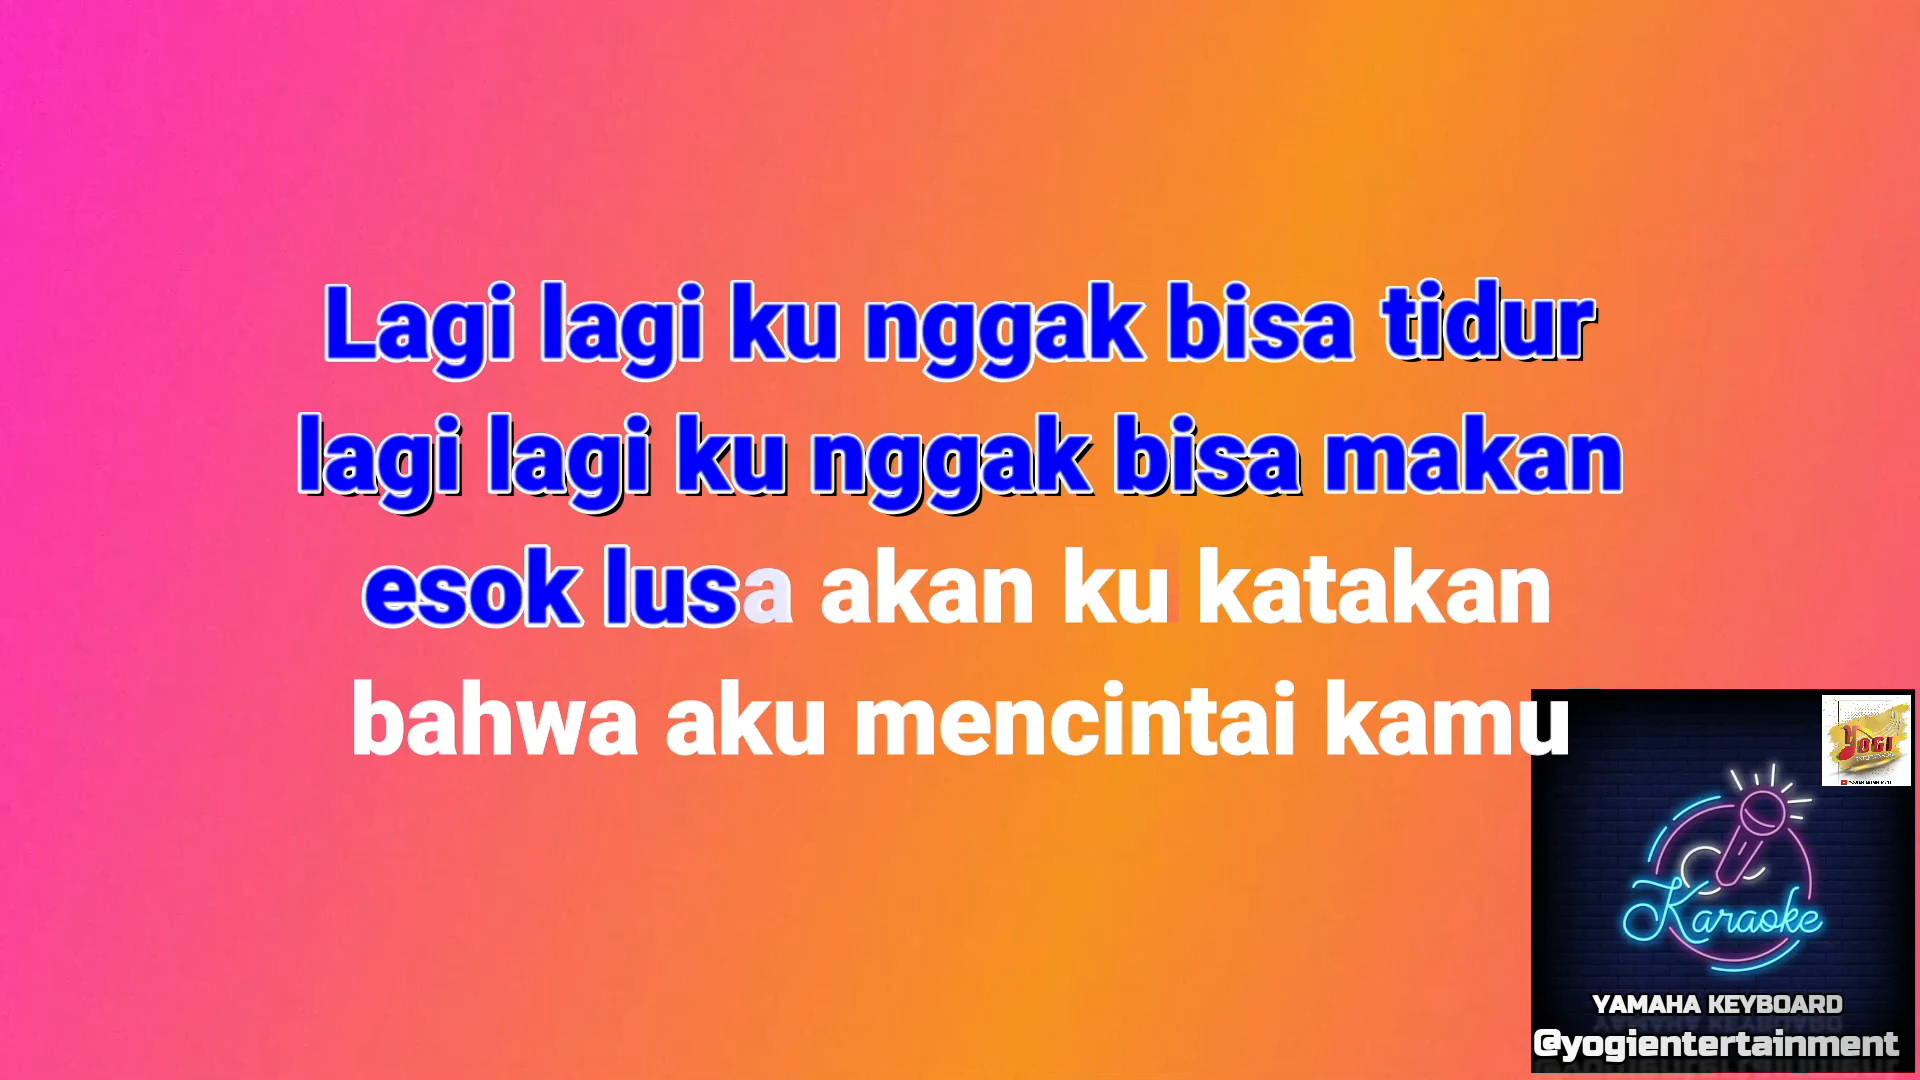 Lagi lagi ku nggak bisa tidur
lagi lagi ku nggak bisa makan
esok lusa akan ku katakan
bahwa aku mencintai kamu
YOGI
Karaoke
YAMAHA KEYBOARD
@yogientertainment